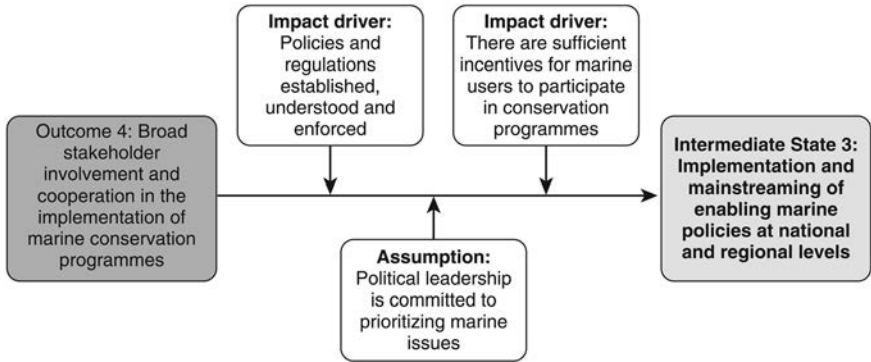 Impact driver:
Policies and
regulations
established,
understood and
enforced
Impact driver:
There are sufficient
incentives for marine
users to participate
in conservation
programmes
Outcome 4: Broad
stakeholder
involvement and
cooperation in the
implementation of
marine conservation
programmes
Intermediate State 3:
Implementation and
mainstreaming of
enabling marine
policies at national
and regional levels
Assumption:
Political leadership
is committed to
prioritizing marine
issues